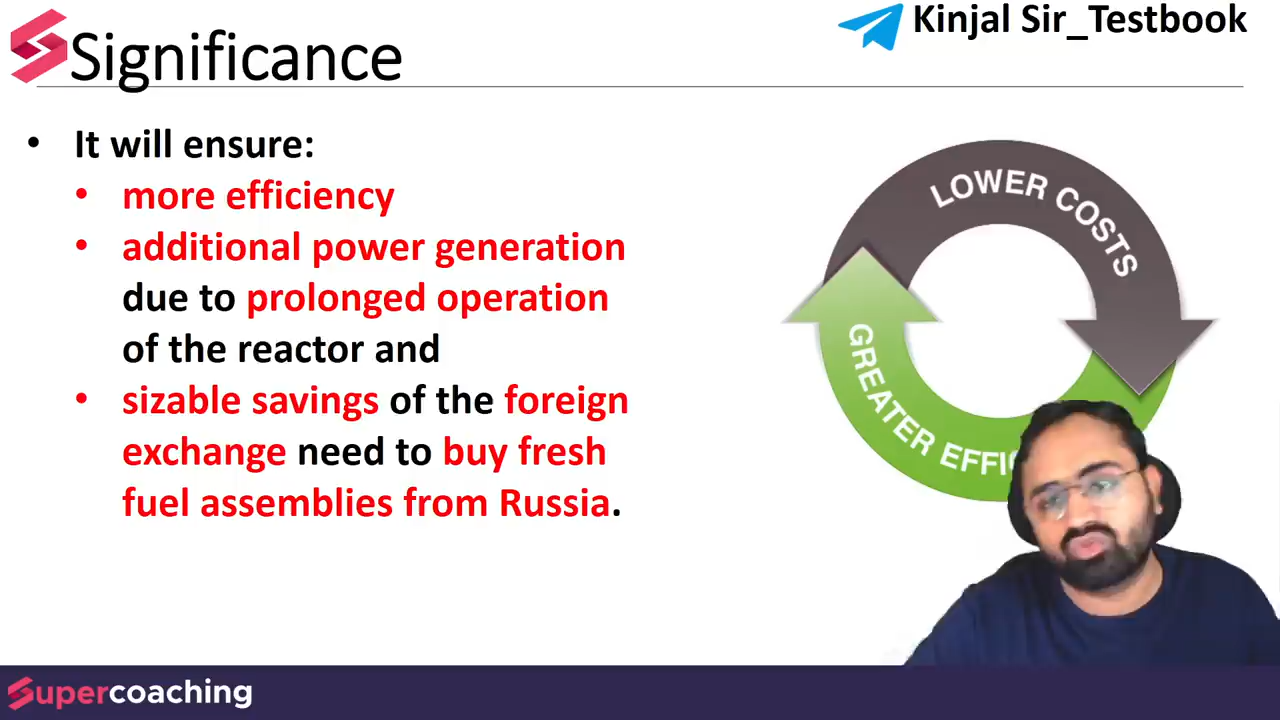 Kinjal Sir_Testbook
Significance
• It will ensure:
• more efficiency
• additional power generation
due to prolonged operation
of the reactor and
• sizable savings of the foreign
exchange need to buy fresh
fuel assemblies from Russia.
LOWER COSTS
GREATER
Supercoaching